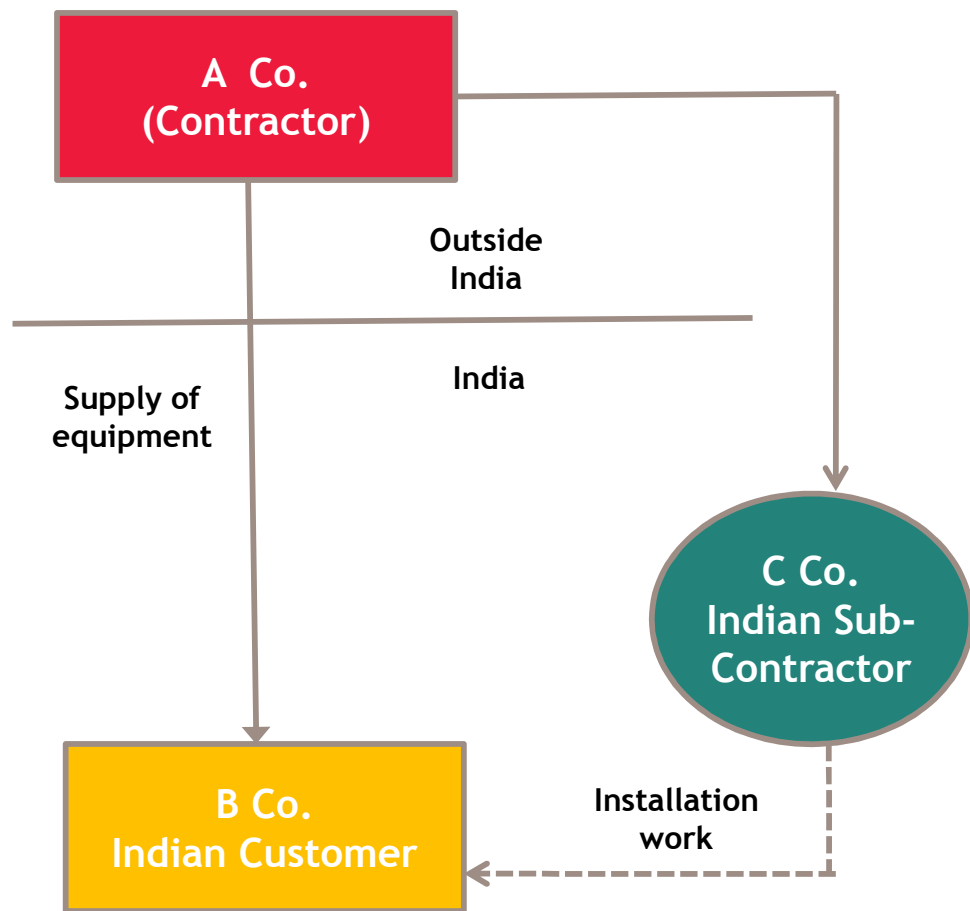 A Co.
(Contractor)
Outside
India
India
Supply of
equipment
C Co.
Indian Sub-
Contractor
B Co.
Indian Customer
Installation
work